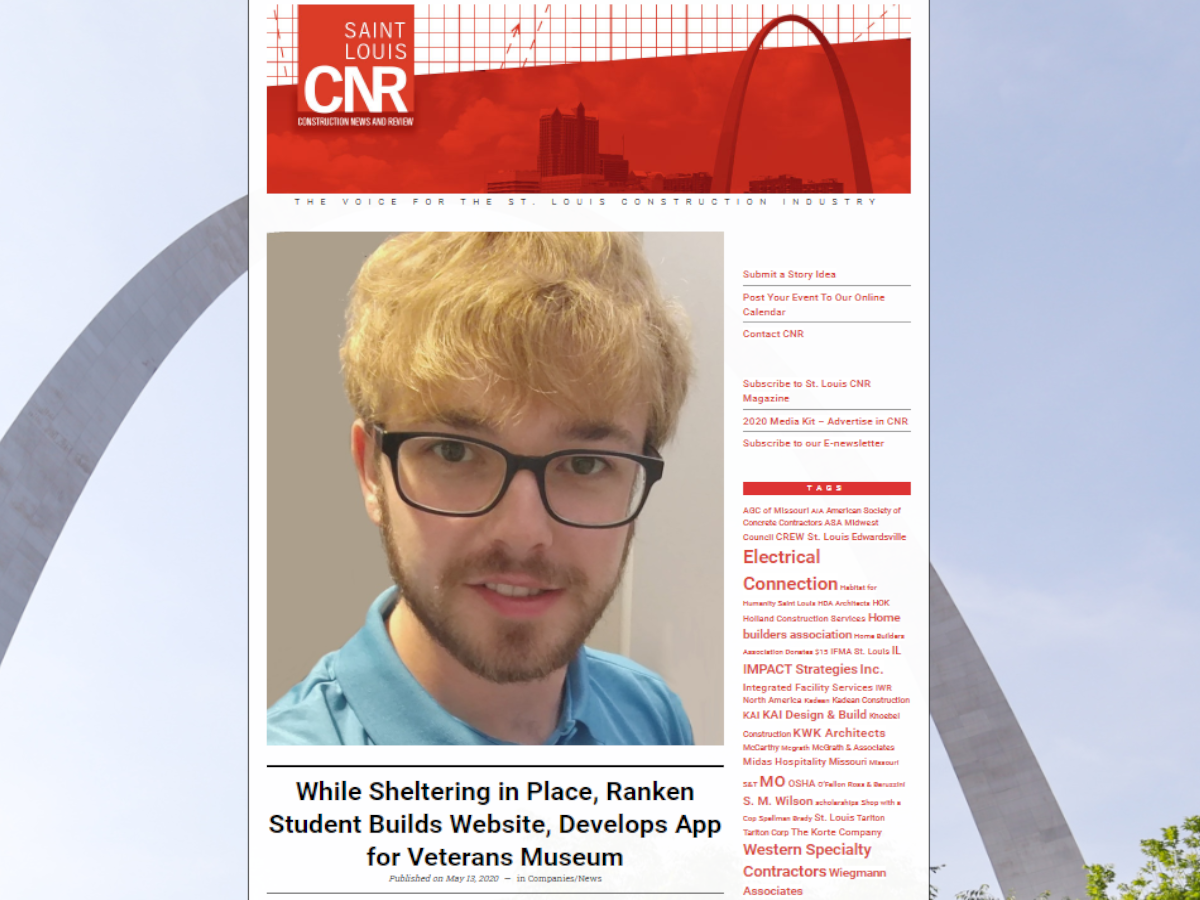 SAINT
LOUIS
CNR
CONSTRUCTION NEWS AND REVIEW
THE VOICE FOR THE ST. LOUIS CONSTRUCTION INDUSTRY
Submit a Story Idea
Post Your Event To Our Online
Calendar
Contact CNR
Subscribe to St. Louis CNR
Magazine
2020 Media Kit – Advertise in CNR
Subscribe to our E-newsletter
TAGS
AGC of Missouri AIA American Society of
Concrete Contractors ASA Midwest
Council CREW St. Louis Edwardsville
Electrical
Connection Habitat for
Humanity Saint Louis HDA Architects HOK
Holland Construction Services Home
builders association Home Builders
Association Donates $15 IFMA St. Louis IL
IMPACT Strategies Inc.
Integrated Facility Services IWR
North America Kadean Kadean Construction
KAI KAI Design & Build Knoebel
Construction KWK Architects
McCarthy Mcgrath McGrath & Associates
Midas Hospitality Missouri Missouri
S&T MO OSHA O'Fallon Ross & Baruzzini
S. M. Wilson scholarships Shop with a
Cop Spellman Brady St. Louis Tarlton
Tarlton Corp The Korte Company
Western Specialty
Contractors Wiegmann
Associates
While Sheltering in Place, Ranken
Student Builds Website, Develops App
for Veterans Museum
Published on May 13, 2020 — in Companies/News